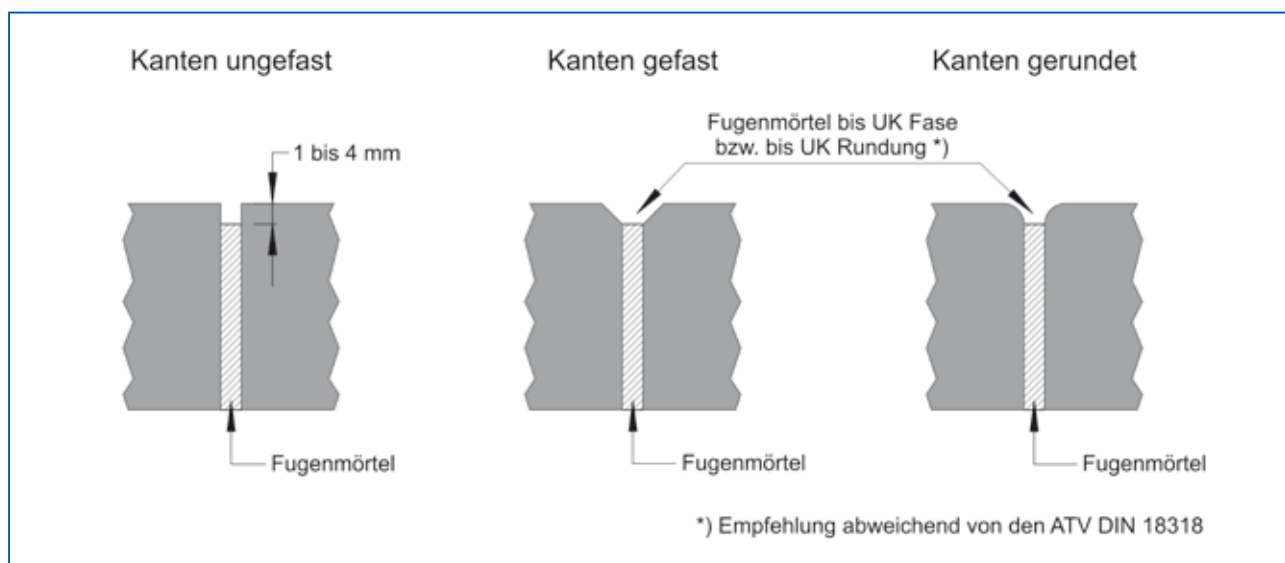 Kanten ungefast
Kanten gefast
Kanten gerundet
1 bis 4 mm
Fugenmörtel bis UK Fase
bzw. bis UK Rundung *)
Fugenmörtel
Fugenmörtel
Fugenmörtel
*) Empfehlung abweichend von den ATV DIN 18318